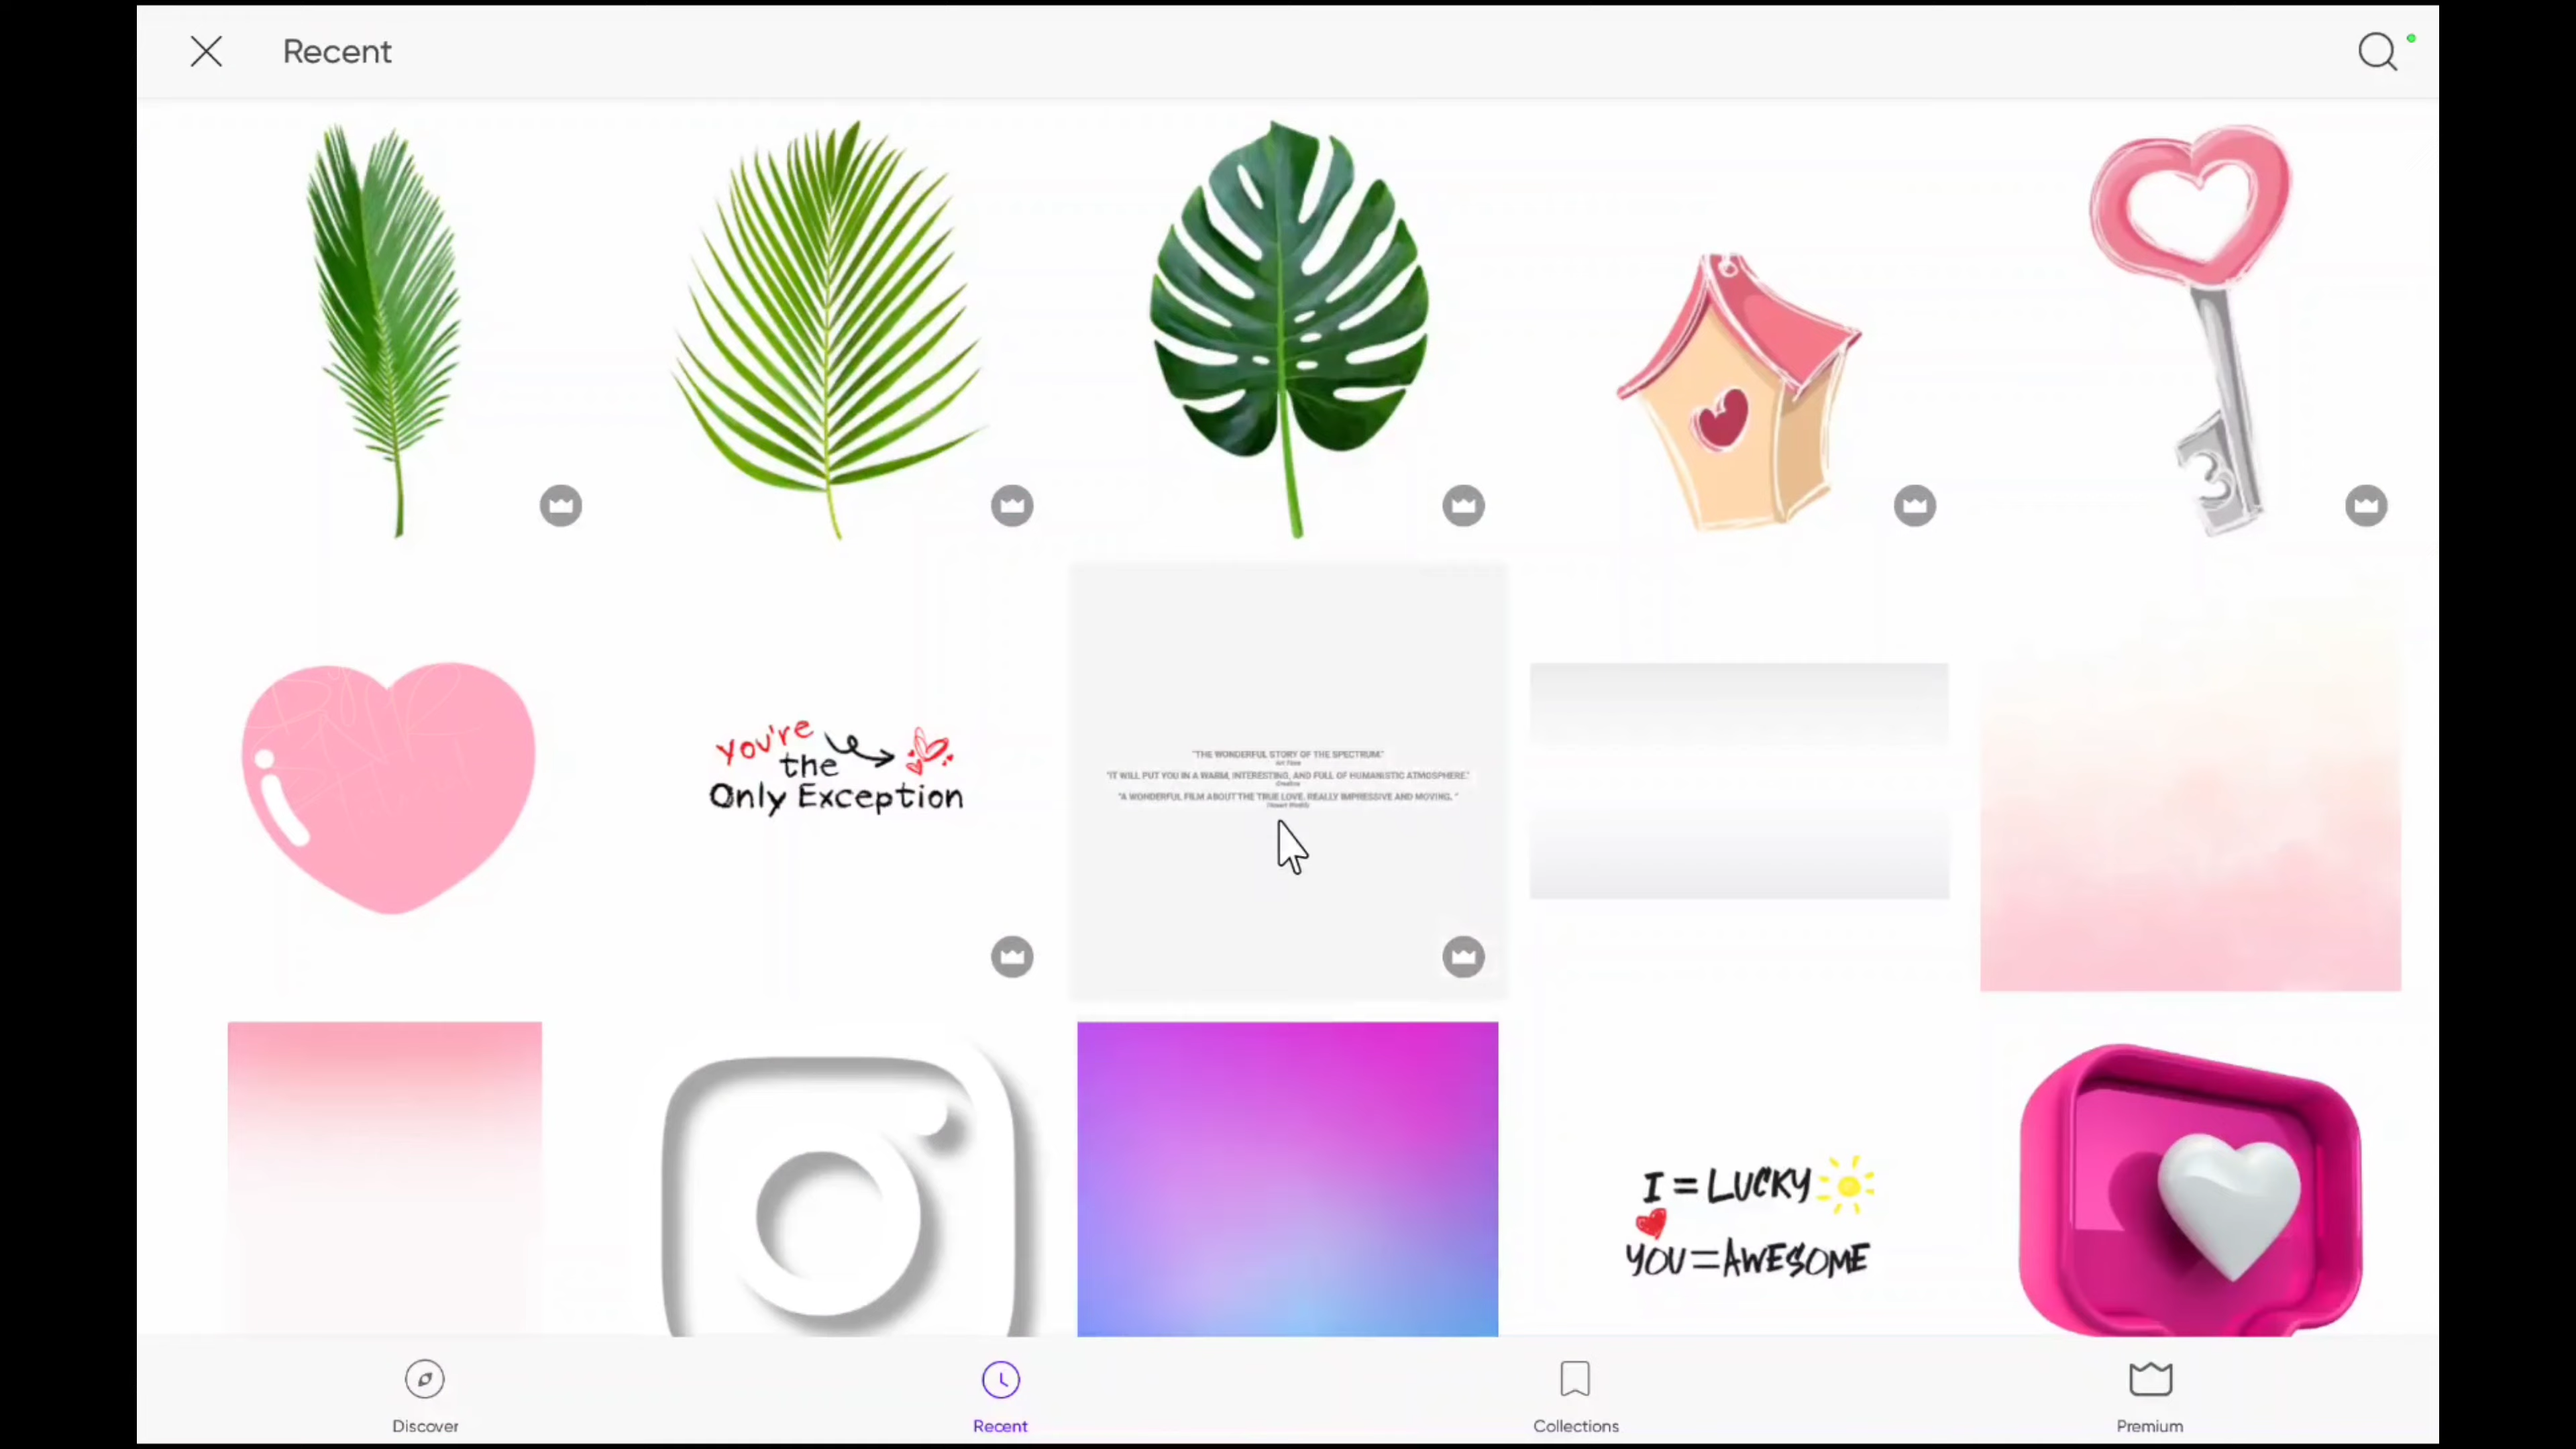 Recent
you're
the
Only Exception
"THE WONDERFUL STORY OF THE SPECTRUM."
"IT WILL PUT YOU IN A WARM, INTERESTING, AND FULL OF HUMANISTIC ATMOSPHERE."
"A WONDERFUL FILM ABOUT THE TRUE LOVE. REALLY IMPRESSIVE AND MOVING. "
I = LUCKY
YOU=AWESOME
Discover
Recent
Collections
Premium